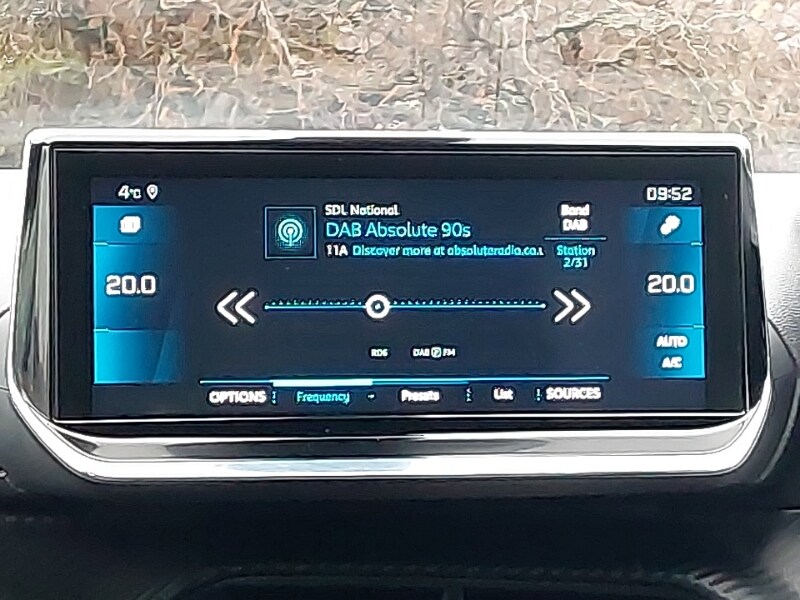 4°C
09:52
SDL National
DAB Absolute 90s
11A Discover more at absoluteradio.co.u
Band
DAB
Station
2/31
20.0
20.0
AUTO
A/C
RDS
DAB FM
OPTIONS
Frequency
Presets
List
SOURCES